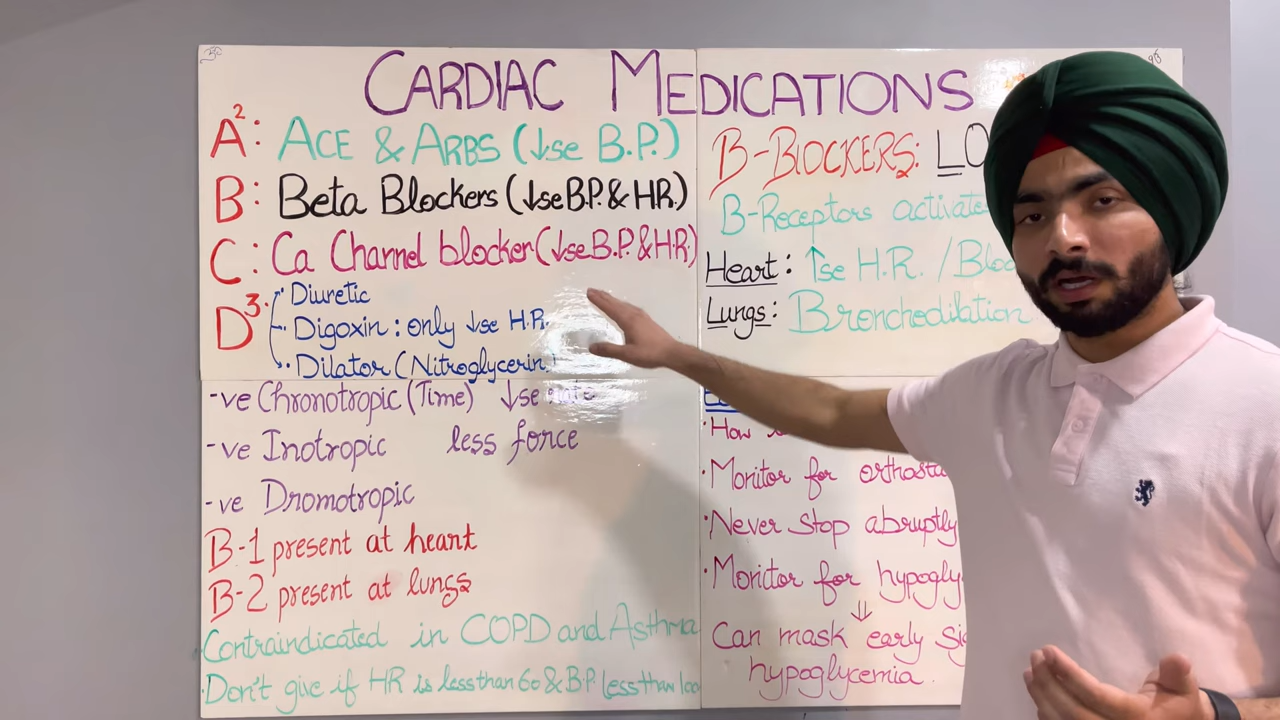 CARDIAC MEDICATIONS
A²: ACE & ARBS (↓se B.P.)
B: Beta Blockers (↓se B.P. & HR)
C: Ca Channel blocker (↓se B.P. & H.R)
D³: Diuretic
Digoxin : only ↓se H.R.
Dilator (Nitroglycerin)
-ve Chronotropic (Time) ↓se rate
-ve Inotropic less force
-ve Dromotropic
B-1 present at heart
B-2 present at lungs
Contraindicated in COPD and Asthma
· Don't give if HR is less than 60 & B.P less than 100
B-BLOCKERS: LO
B-Receptors activate
Heart: ↑se H.R. / Bloo
Lungs: Bronchodilation
· How
· Monitor for orthosta
· Never Stop abruptly
· Monitor for hypogly
⇓
Can mask early si
hypoglycemia.